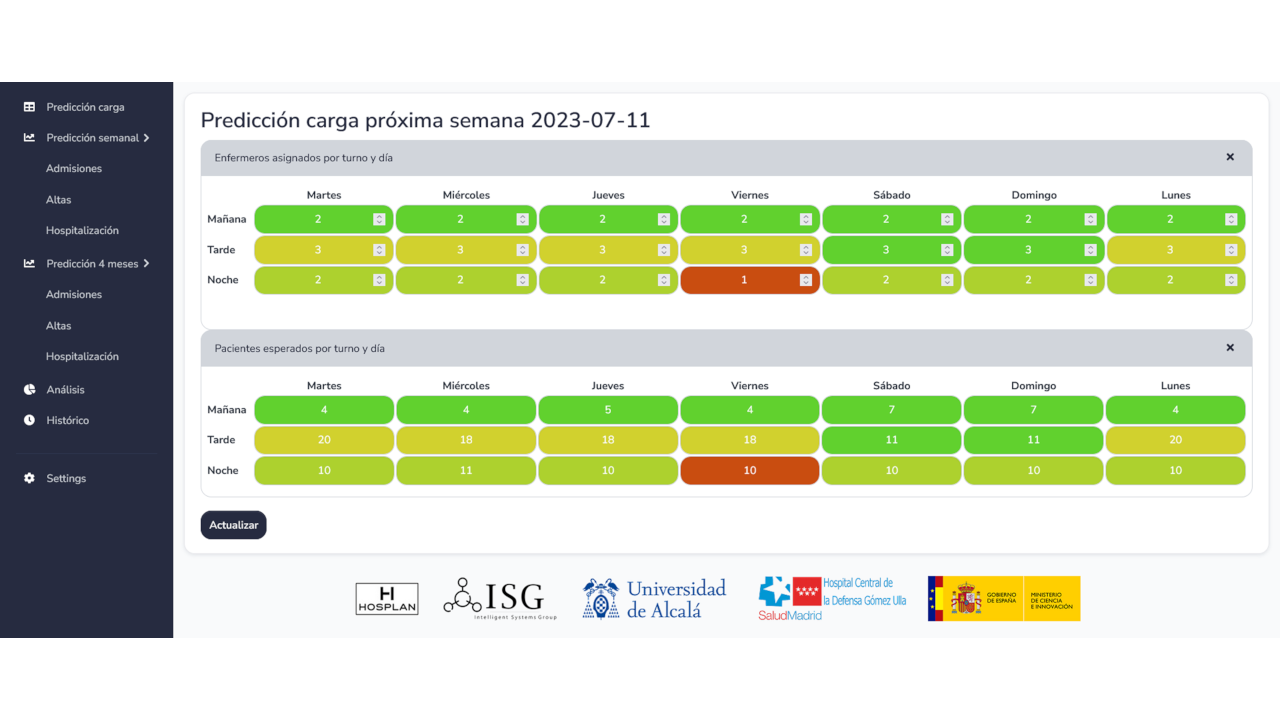 Predicción carga
Predicción semanal
Admisiones
Altas
Hospitalización
Predicción 4 meses
Admisiones
Altas
Hospitalización
Análisis
Histórico
Settings
Predicción carga próxima semana 2023-07-11
Enfermeros asignados por turno y día
Martes Miércoles Jueves Viernes Sábado Domingo Lunes
Mañana 2 2 2 2 2 2 2
Tarde 3 3 3 3 3 3 3
Noche 2 2 2 1 2 2 2
Pacientes esperados por turno y día
Martes Miércoles Jueves Viernes Sábado Domingo Lunes
Mañana 4 4 5 4 7 7 4
Tarde 20 18 18 18 11 11 20
Noche 10 11 10 10 10 10 10
Actualizar
H
HOSPLAN
ISG
Intelligent Systems Group
Universidad
de Alcalá
SaludMadrid
Hospital Central de
la Defensa Gómez Ulla
GOBIERNO
DE ESPAÑA
MINISTERIO
DE CIENCIA
E INNOVACIÓN